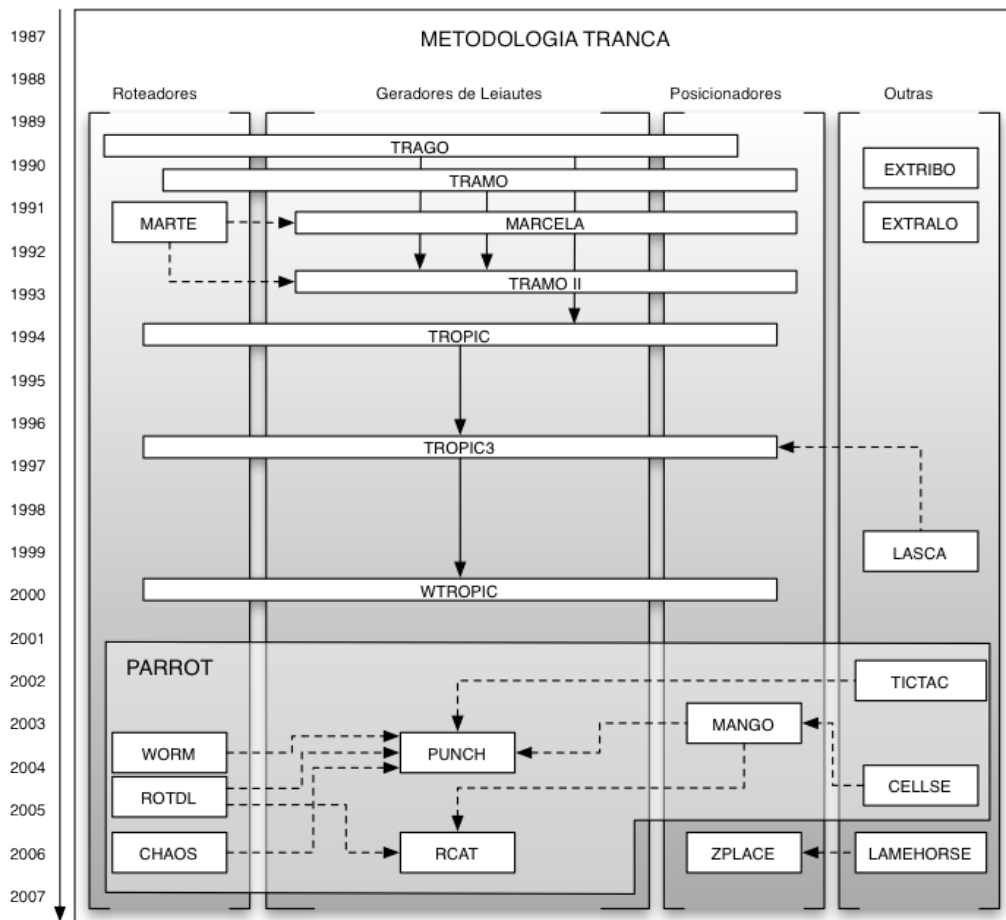 1987
METODOLOGIA TRANCA
1988
Roteadores Geradores de Leiautes Posicionadores Outras
1989
TRAGO
1990
EXTRIBO
TRAMO
1991
MARTE MARCELA EXTRALO
1992
TRAMO II
1993
1994
TROPIC
1995
1996
TROPIC3
1997
1998
1999
LASCA
2000
WTROPIC
2001
PARROT
2002
TICTAC
2003
MANGO
WORM PUNCH
2004
ROTDL CELLSE
2005
2006
CHAOS RCAT ZPLACE LAMEHORSE
2007